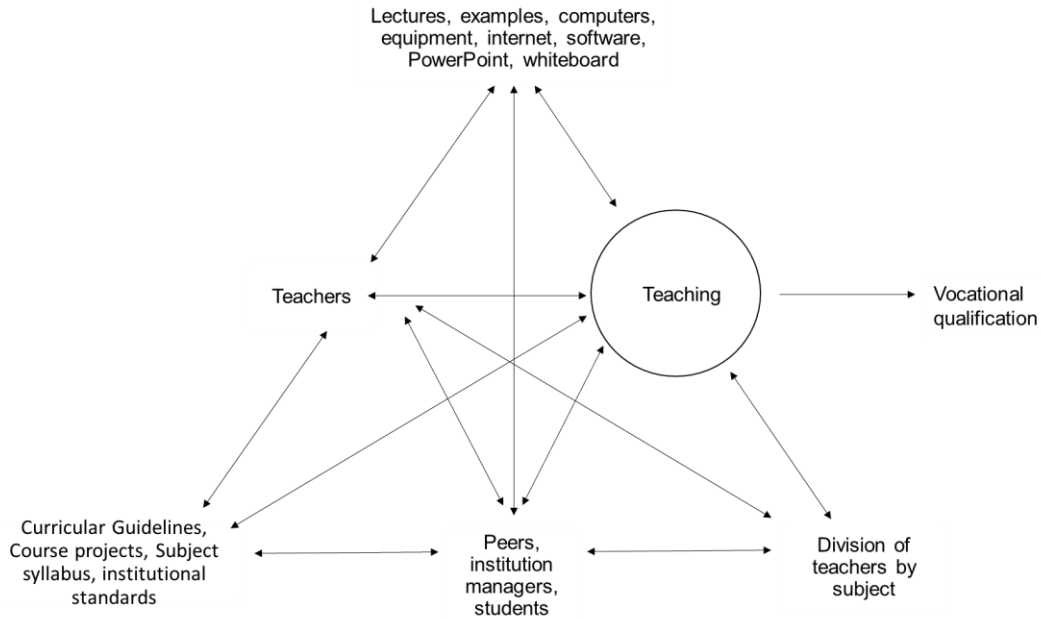 Lectures, examples, computers,
equipment, internet, software,
PowerPoint, whiteboard
Teachers
Teaching
Vocational
qualification
Curricular Guidelines,
Course projects, Subject
syllabus, institutional
standards
Peers,
institution
managers,
students
Division of
teachers by
subject